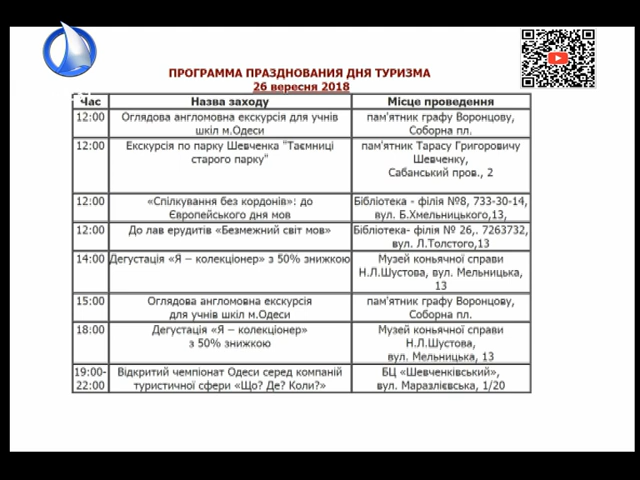 ПРОГРАММА ПРАЗДНОВАНИЯ ДНЯ ТУРИЗМА
26 вересня 2018
Час Назва заходу Місце проведення
12:00 Оглядова англомовна екскурсія для учнів пам'ятник графу Воронцову,
шкіл м.Одеси Соборна пл.
12:00 Екскурсія по парку Шевченка "Таємниці пам'ятник Тарасу Григоровичу
старого парку" Шевченку,
Сабанський пров., 2
12:00 «Спілкування без кордонів»: до Бібліотека - філія №8, 733-30-14,
Європейського дня мов вул. Б.Хмельницького,13,
12:00 До лав ерудитів «Безмежний світ мов» Бібліотека- філія № 26,. 7263732,
вул. Л.Толстого,13
14:00 Дегустація «Я – колекціонер» з 50% знижкою Музей коньячної справи
Н.Л.Шустова, вул. Мельницька,
13
15:00 Оглядова англомовна екскурсія пам'ятник графу Воронцову,
для учнів шкіл м.Одеси Соборна пл.
18:00 Дегустація «Я – колекціонер» Музей коньячної справи
з 50% знижкою Н.Л.Шустова,
вул. Мельницька, 13
19:00- Відкритий чемпіонат Одеси серед компаній БЦ «Шевченківський»,
22:00 туристичної сфери «Що? Де? Коли?» вул. Маразлієвська, 1/20